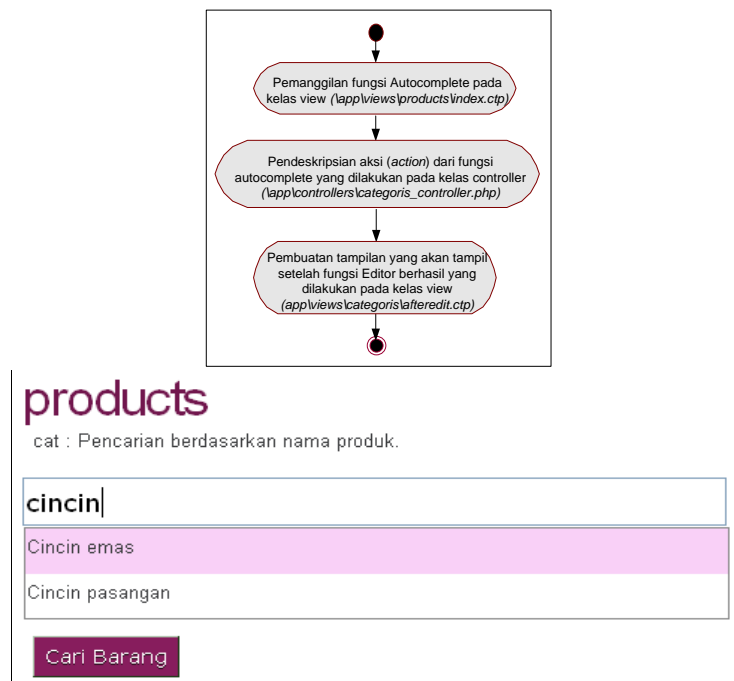 Pemanggilan fungsi Autocomplete pada
kelas view (\app\views\products\index.ctp)
Pendeskripsian aksi (action) dari fungsi
autocomplete yang dilakukan pada kelas controller
(\app\controllers\categoris_controller.php)
Pembuatan tampilan yang akan tampil
setelah fungsi Editor berhasil yang
dilakukan pada kelas view
(app\views\categoris\afteredit.ctp)
products
cat : Pencarian berdasarkan nama produk.
cincin
Cincin emas
Cincin pasangan
Cari Barang